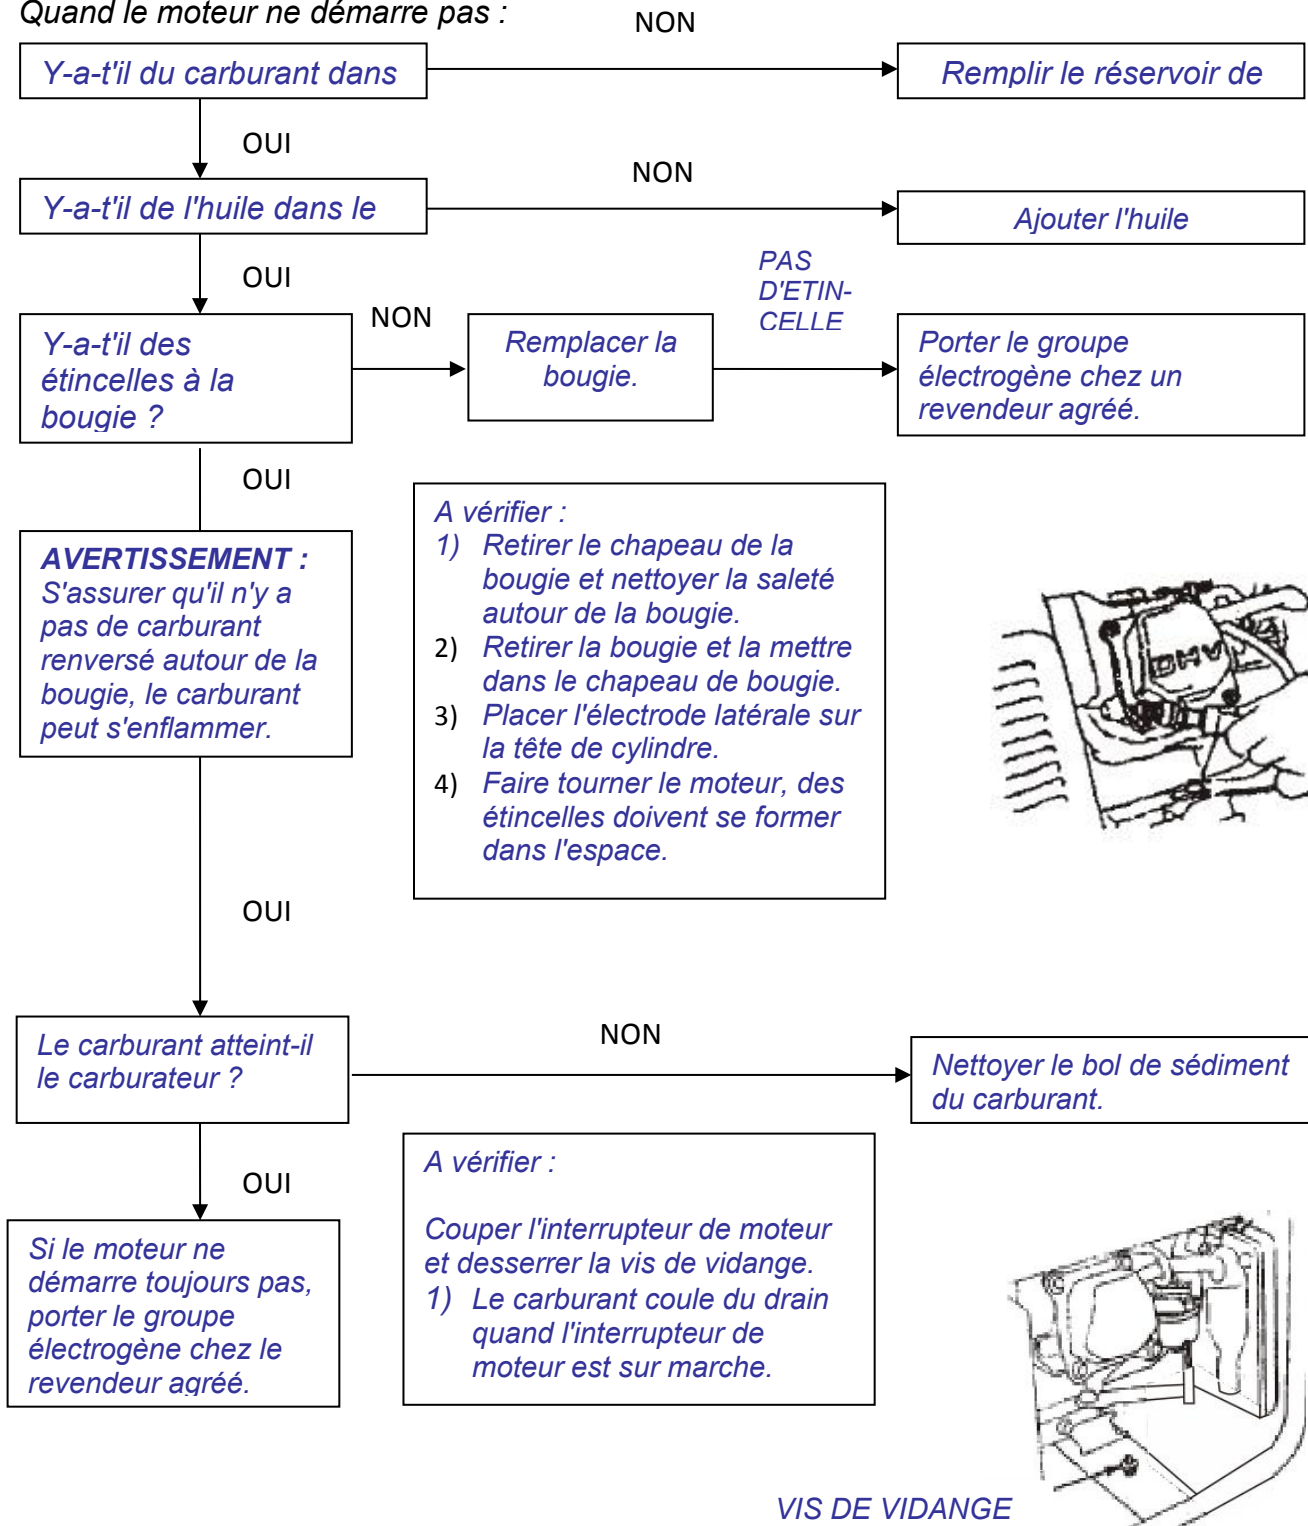 Quand le moteur ne démarre pas :
NON
Y-a-t'il du carburant dans
Remplir le réservoir de
OUI
NON
Y-a-t'il de l'huile dans le
Ajouter l'huile
OUI
NON
PAS
D'ETIN-
CELLE
Y-a-t'il des
étincelles à la
bougie ?
Remplacer la
bougie.
Porter le groupe
électrogène chez un
revendeur agréé.
OUI
AVERTISSEMENT :
S'assurer qu'il n'y a
pas de carburant
renversé autour de la
bougie, le carburant
peut s'enflammer.
A vérifier :
1) Retirer le chapeau de la
bougie et nettoyer la saleté
autour de la bougie.
2) Retirer la bougie et la mettre
dans le chapeau de bougie.
3) Placer l'électrode latérale sur
la tête de cylindre.
4) Faire tourner le moteur, des
étincelles doivent se former
dans l'espace.
OHV
OUI
Le carburant atteint-il
le carburateur ?
NON
Nettoyer le bol de sédiment
du carburant.
OUI
Si le moteur ne
démarre toujours pas,
porter le groupe
électrogène chez le
revendeur agréé.
A vérifier :
Couper l'interrupteur de moteur
et desserrer la vis de vidange.
1) Le carburant coule du drain
quand l'interrupteur de
moteur est sur marche.
VIS DE VIDANGE